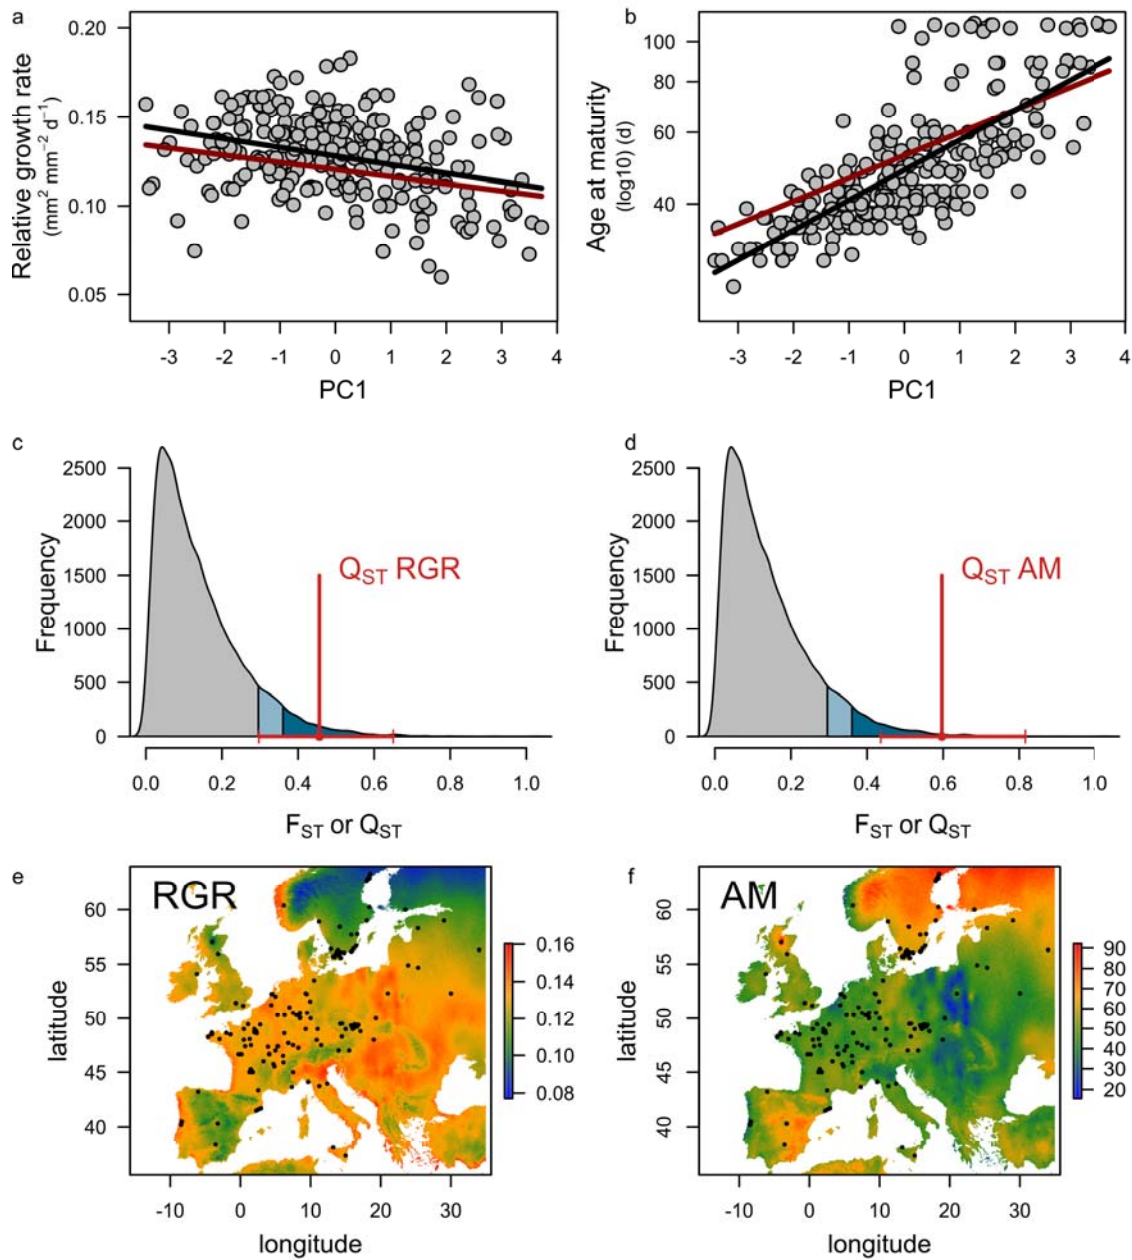 a
0.20
0.15
0.10
0.05
Relative growth rate
(mm² mm⁻² d⁻¹)
-3 -2 -1 0 1 2 3 4
PC1
b
100
80
60
40
Age at maturity
(log10) (d)
-3 -2 -1 0 1 2 3 4
PC1
c
2500
2000
1500
1000
500
0
Frequency
QST RGR
0.0 0.2 0.4 0.6 0.8 1.0
FST or QST
d
2500
2000
1500
1000
500
0
Frequency
QST AM
0.0 0.2 0.4 0.6 0.8 1.0
FST or QST
e
RGR
60
55
50
45
40
latitude
-10 0 10 20 30
longitude
0.16
0.14
0.12
0.10
0.08
f
AM
60
55
50
45
40
latitude
-10 0 10 20 30
longitude
90
80
70
60
50
40
30
20